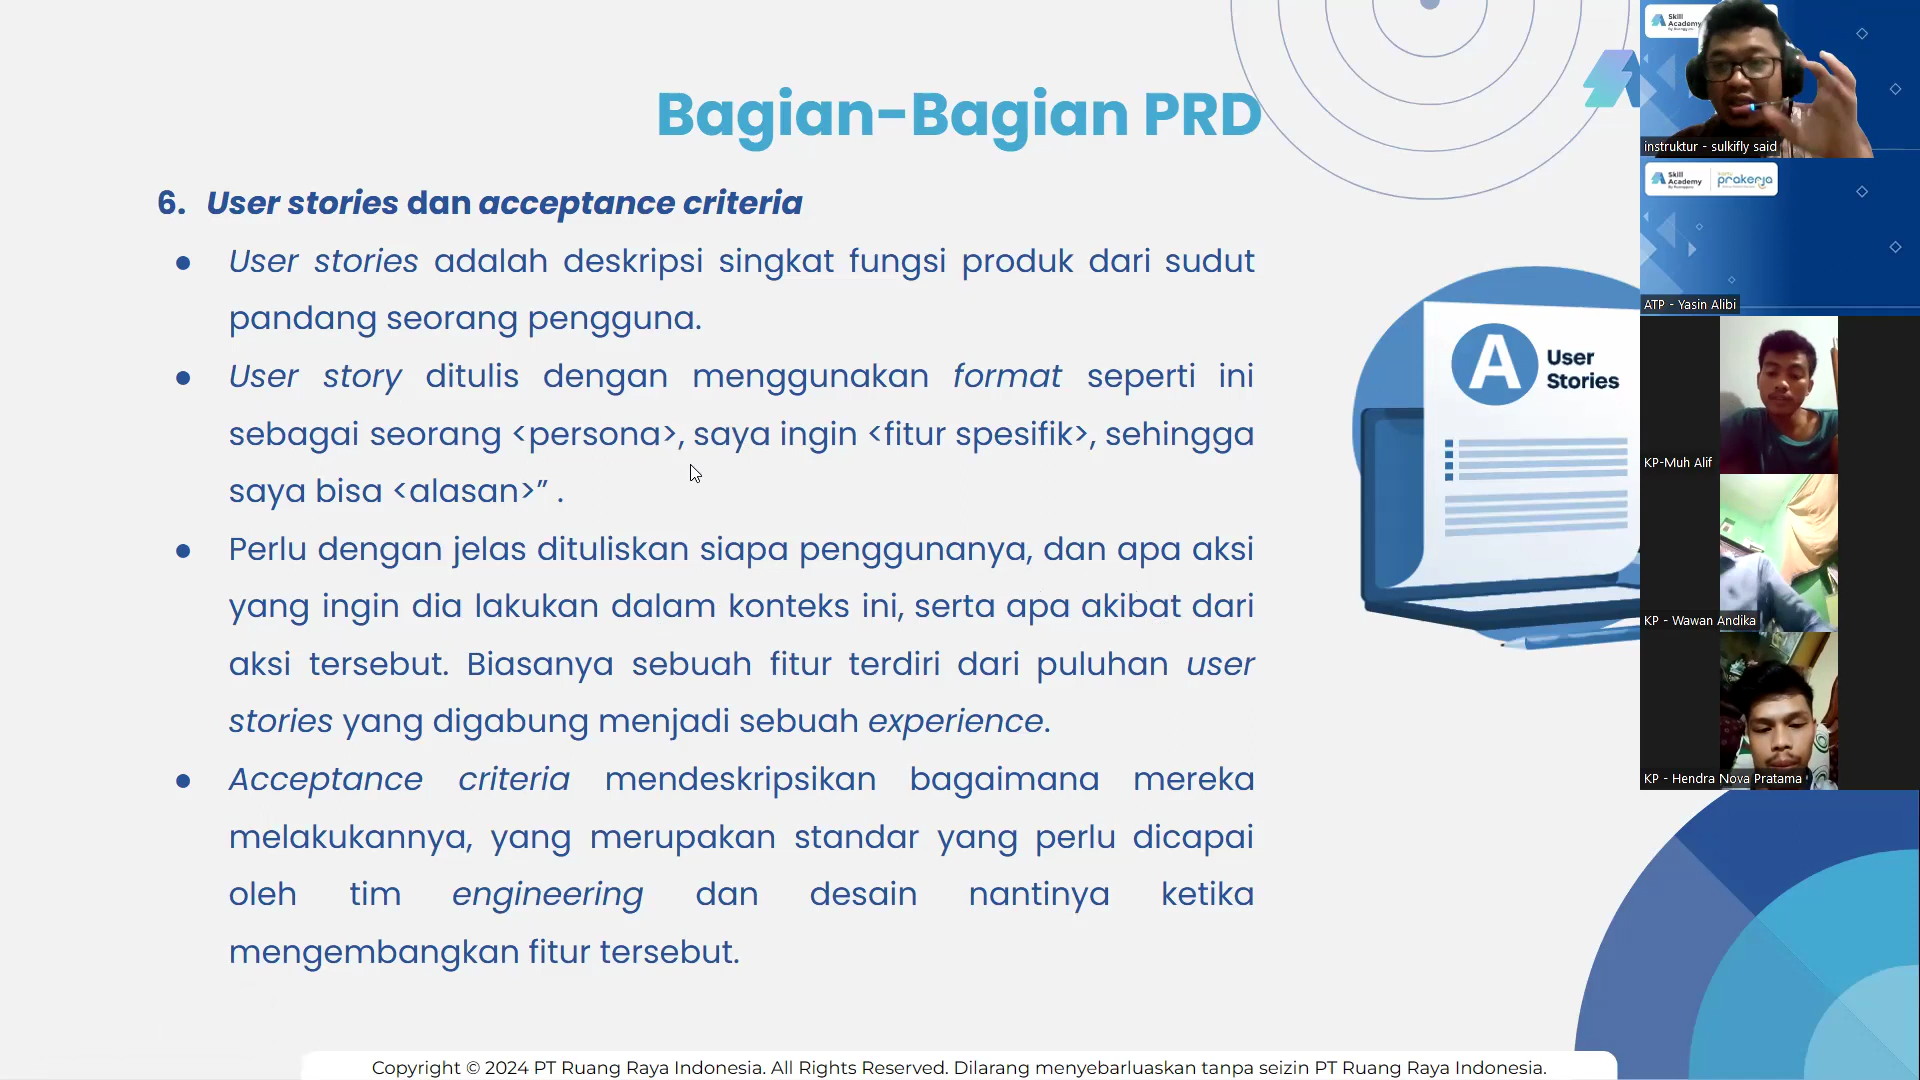 Bagian-Bagian PRD
6. User stories dan acceptance criteria
● User stories adalah deskripsi singkat fungsi produk dari sudut
pandang seorang pengguna.
● User story ditulis dengan menggunakan format seperti ini
sebagai seorang <persona>, saya ingin <fitur spesifik>, sehingga
saya bisa <alasan>” .
● Perlu dengan jelas dituliskan siapa penggunanya, dan apa aksi
yang ingin dia lakukan dalam konteks ini, serta apa akibat dari
aksi tersebut. Biasanya sebuah fitur terdiri dari puluhan user
stories yang digabung menjadi sebuah experience.
● Acceptance criteria mendeskripsikan bagaimana mereka
melakukannya, yang merupakan standar yang perlu dicapai
oleh tim engineering dan desain nantinya ketika
mengembangkan fitur tersebut.
A User
Stories
Skill
Academy
instruktur - sulkifly said
Skill
Academy
prakerja
ATP - Yasin Alibi
KP-Muh Alif
KP - Wawan Andika
KP - Hendra Nova Pratama
Copyright © 2024 PT Ruang Raya Indonesia. All Rights Reserved. Dilarang menyebarluaskan tanpa seizin PT Ruang Raya Indonesia.